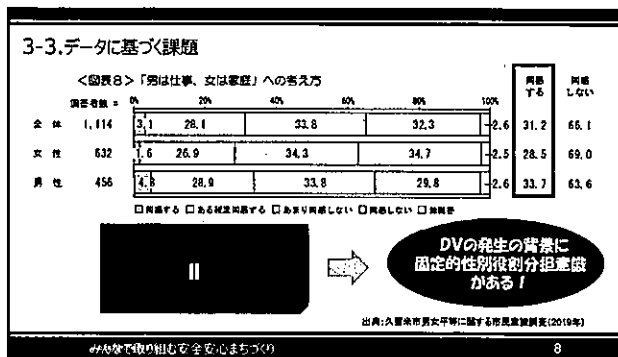 3-3.データに基づく課題
<図表8>「男は仕事、女は家庭」への考え方
回答者数 = 0% 20% 40% 60% 80% 100% 同感する 同感しない
全 体 1,114 3.1 28.1 33.8 32.3 2.6 31.2 66.1
女 性 632 1.6 26.9 34.3 34.7 2.5 28.5 69.0
男 性 456 4.8 28.9 33.8 29.8 2.6 33.7 63.6
□同感する □ある程度同感する □あまり同感しない □同感しない □無回答
DVの発生の背景に
固定的性別役割分担意識
がある!
出典:久留米市男女平等に関する市民意識調査(2019年)
みんなで取り組む安全安心まちづくり 8